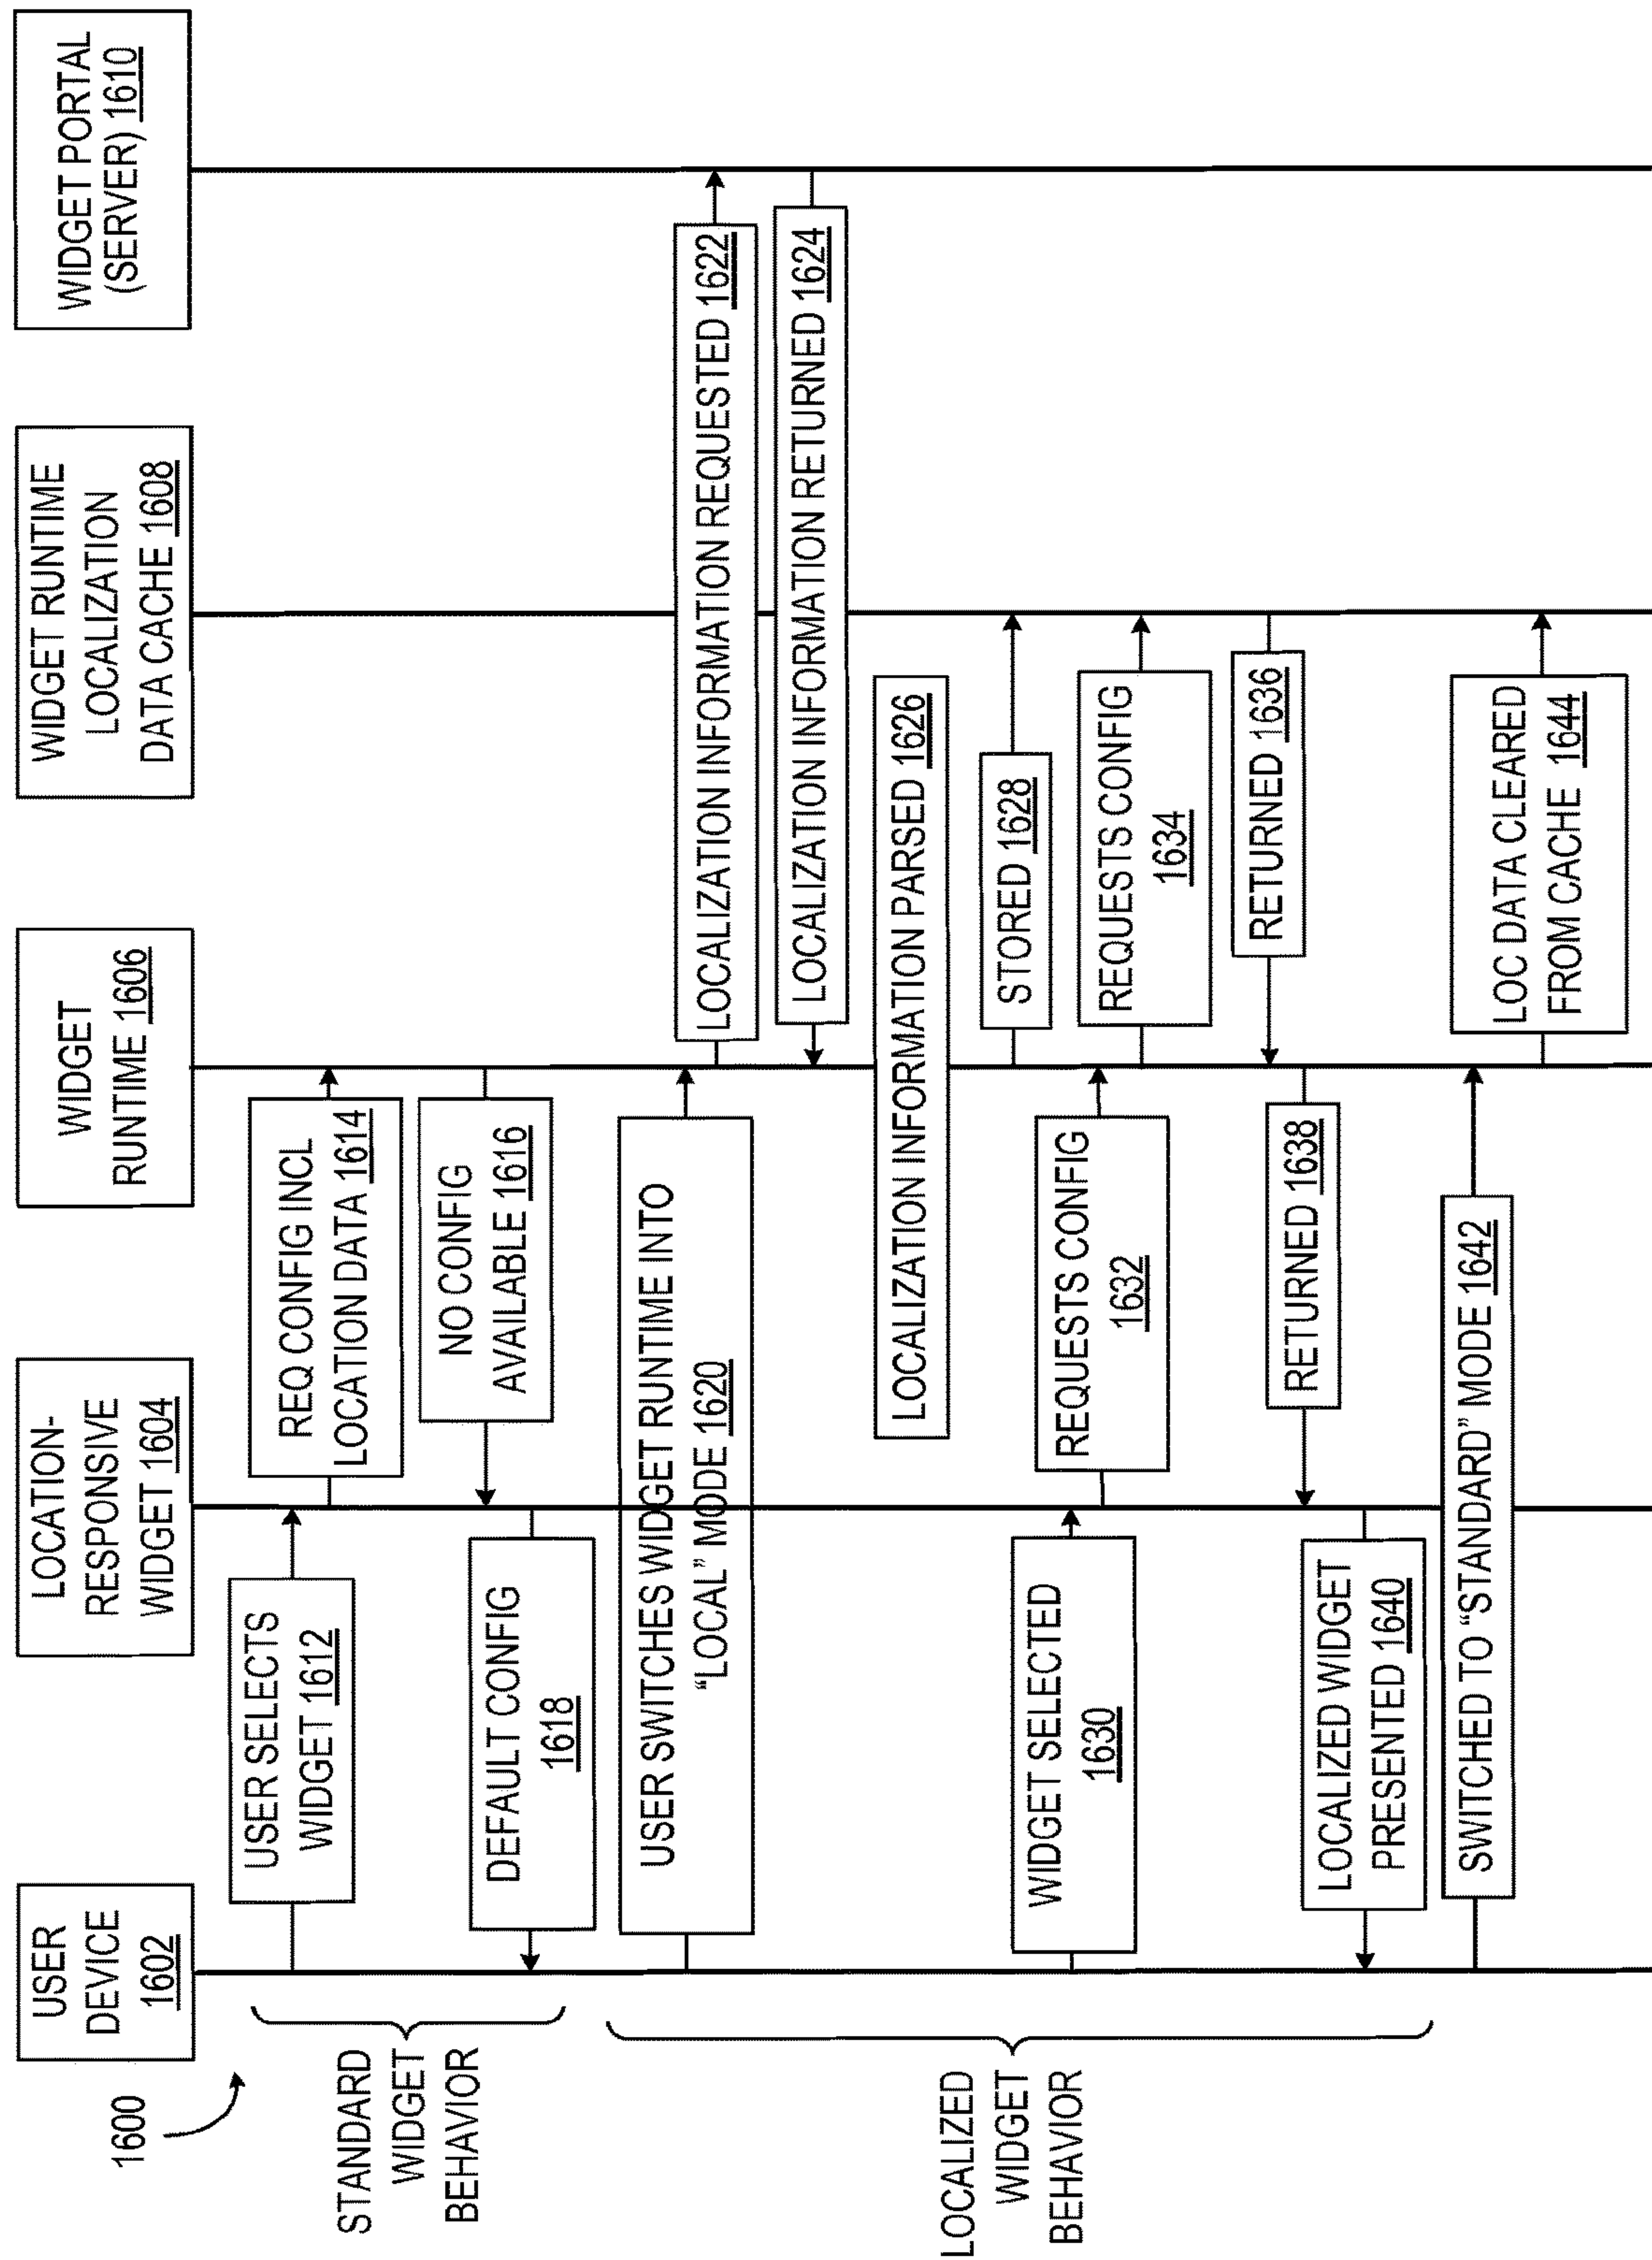 1600
USER
DEVICE
1602
LOCATION-
RESPONSIVE
WIDGET 1604
WIDGET
RUNTIME 1606
WIDGET RUNTIME
LOCALIZATION
DATA CACHE 1608
WIDGET PORTAL
(SERVER) 1610
STANDARD
WIDGET
BEHAVIOR
USER SELECTS
WIDGET 1612
REQ CONFIG INCL
LOCATION DATA 1614
NO CONFIG
AVAILABLE 1616
DEFAULT CONFIG
1618
LOCALIZED
WIDGET
BEHAVIOR
USER SWITCHES WIDGET RUNTIME INTO
“LOCAL” MODE 1620
LOCALIZATION INFORMATION REQUESTED 1622
LOCALIZATION INFORMATION RETURNED 1624
LOCALIZATION INFORMATION PARSED 1626
STORED 1628
WIDGET SELECTED
1630
REQUESTS CONFIG
1632
REQUESTS CONFIG
1634
RETURNED 1636
RETURNED 1638
LOCALIZED WIDGET
PRESENTED 1640
SWITCHED TO “STANDARD” MODE 1642
LOC DATA CLEARED
FROM CACHE 1644